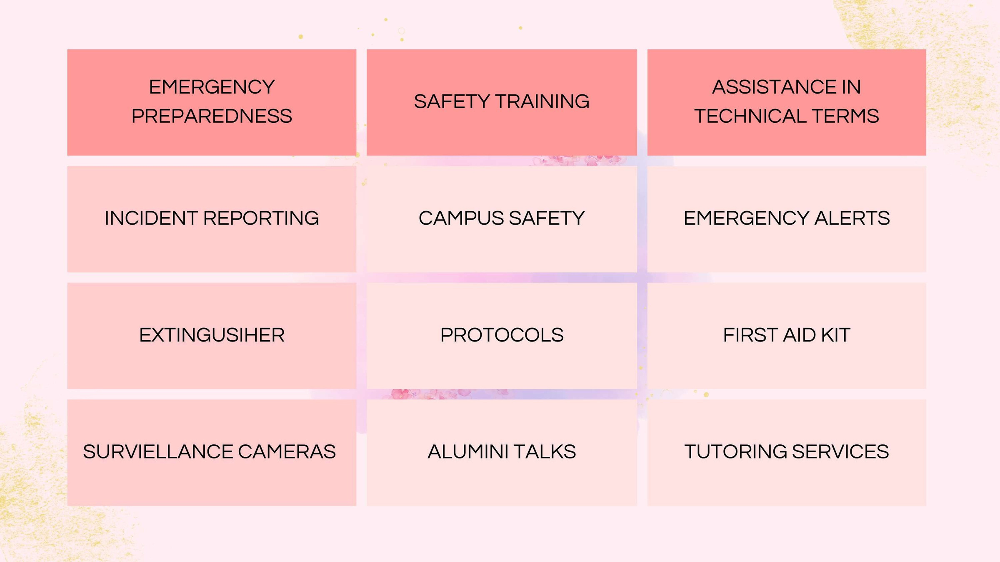 EMERGENCY
PREPAREDNESS
SAFETY TRAINING
ASSISTANCE IN
TECHNICAL TERMS
INCIDENT REPORTING
CAMPUS SAFETY
EMERGENCY ALERTS
EXTINGUSIHER
PROTOCOLS
FIRST AID KIT
SURVIELLANCE CAMERAS
ALUMINI TALKS
TUTORING SERVICES